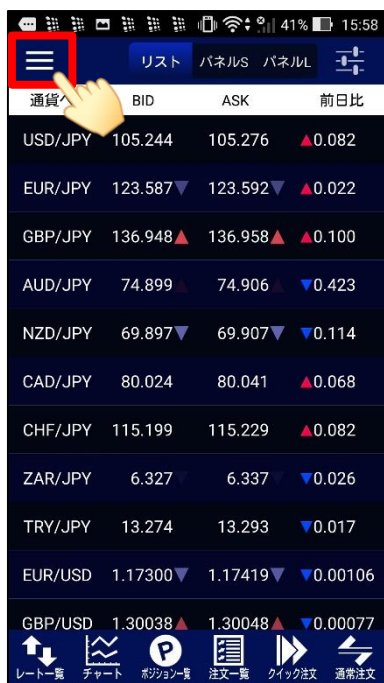 41% 15:58
リスト パネルS パネルL
通貨ペ BID ASK 前日比
USD/JPY 105.244 105.276 ▲0.082
EUR/JPY 123.587▼ 123.592▼ ▲0.022
GBP/JPY 136.948▲ 136.958▲ ▲0.100
AUD/JPY 74.899▲ 74.906▲ ▼0.423
NZD/JPY 69.897▼ 69.907▼ ▼0.114
CAD/JPY 80.024 80.041 ▲0.068
CHF/JPY 115.199 115.229 ▲0.082
ZAR/JPY 6.327▼ 6.337▼ ▼0.026
TRY/JPY 13.274 13.293 ▼0.017
EUR/USD 1.17300▼ 1.17419▼ ▼0.00106
GBP/USD 1.30038▲ 1.30048▲ ▼0.00077
レート一覧 チャート ポジション一覧 注文一覧 クイック注文 通常注文